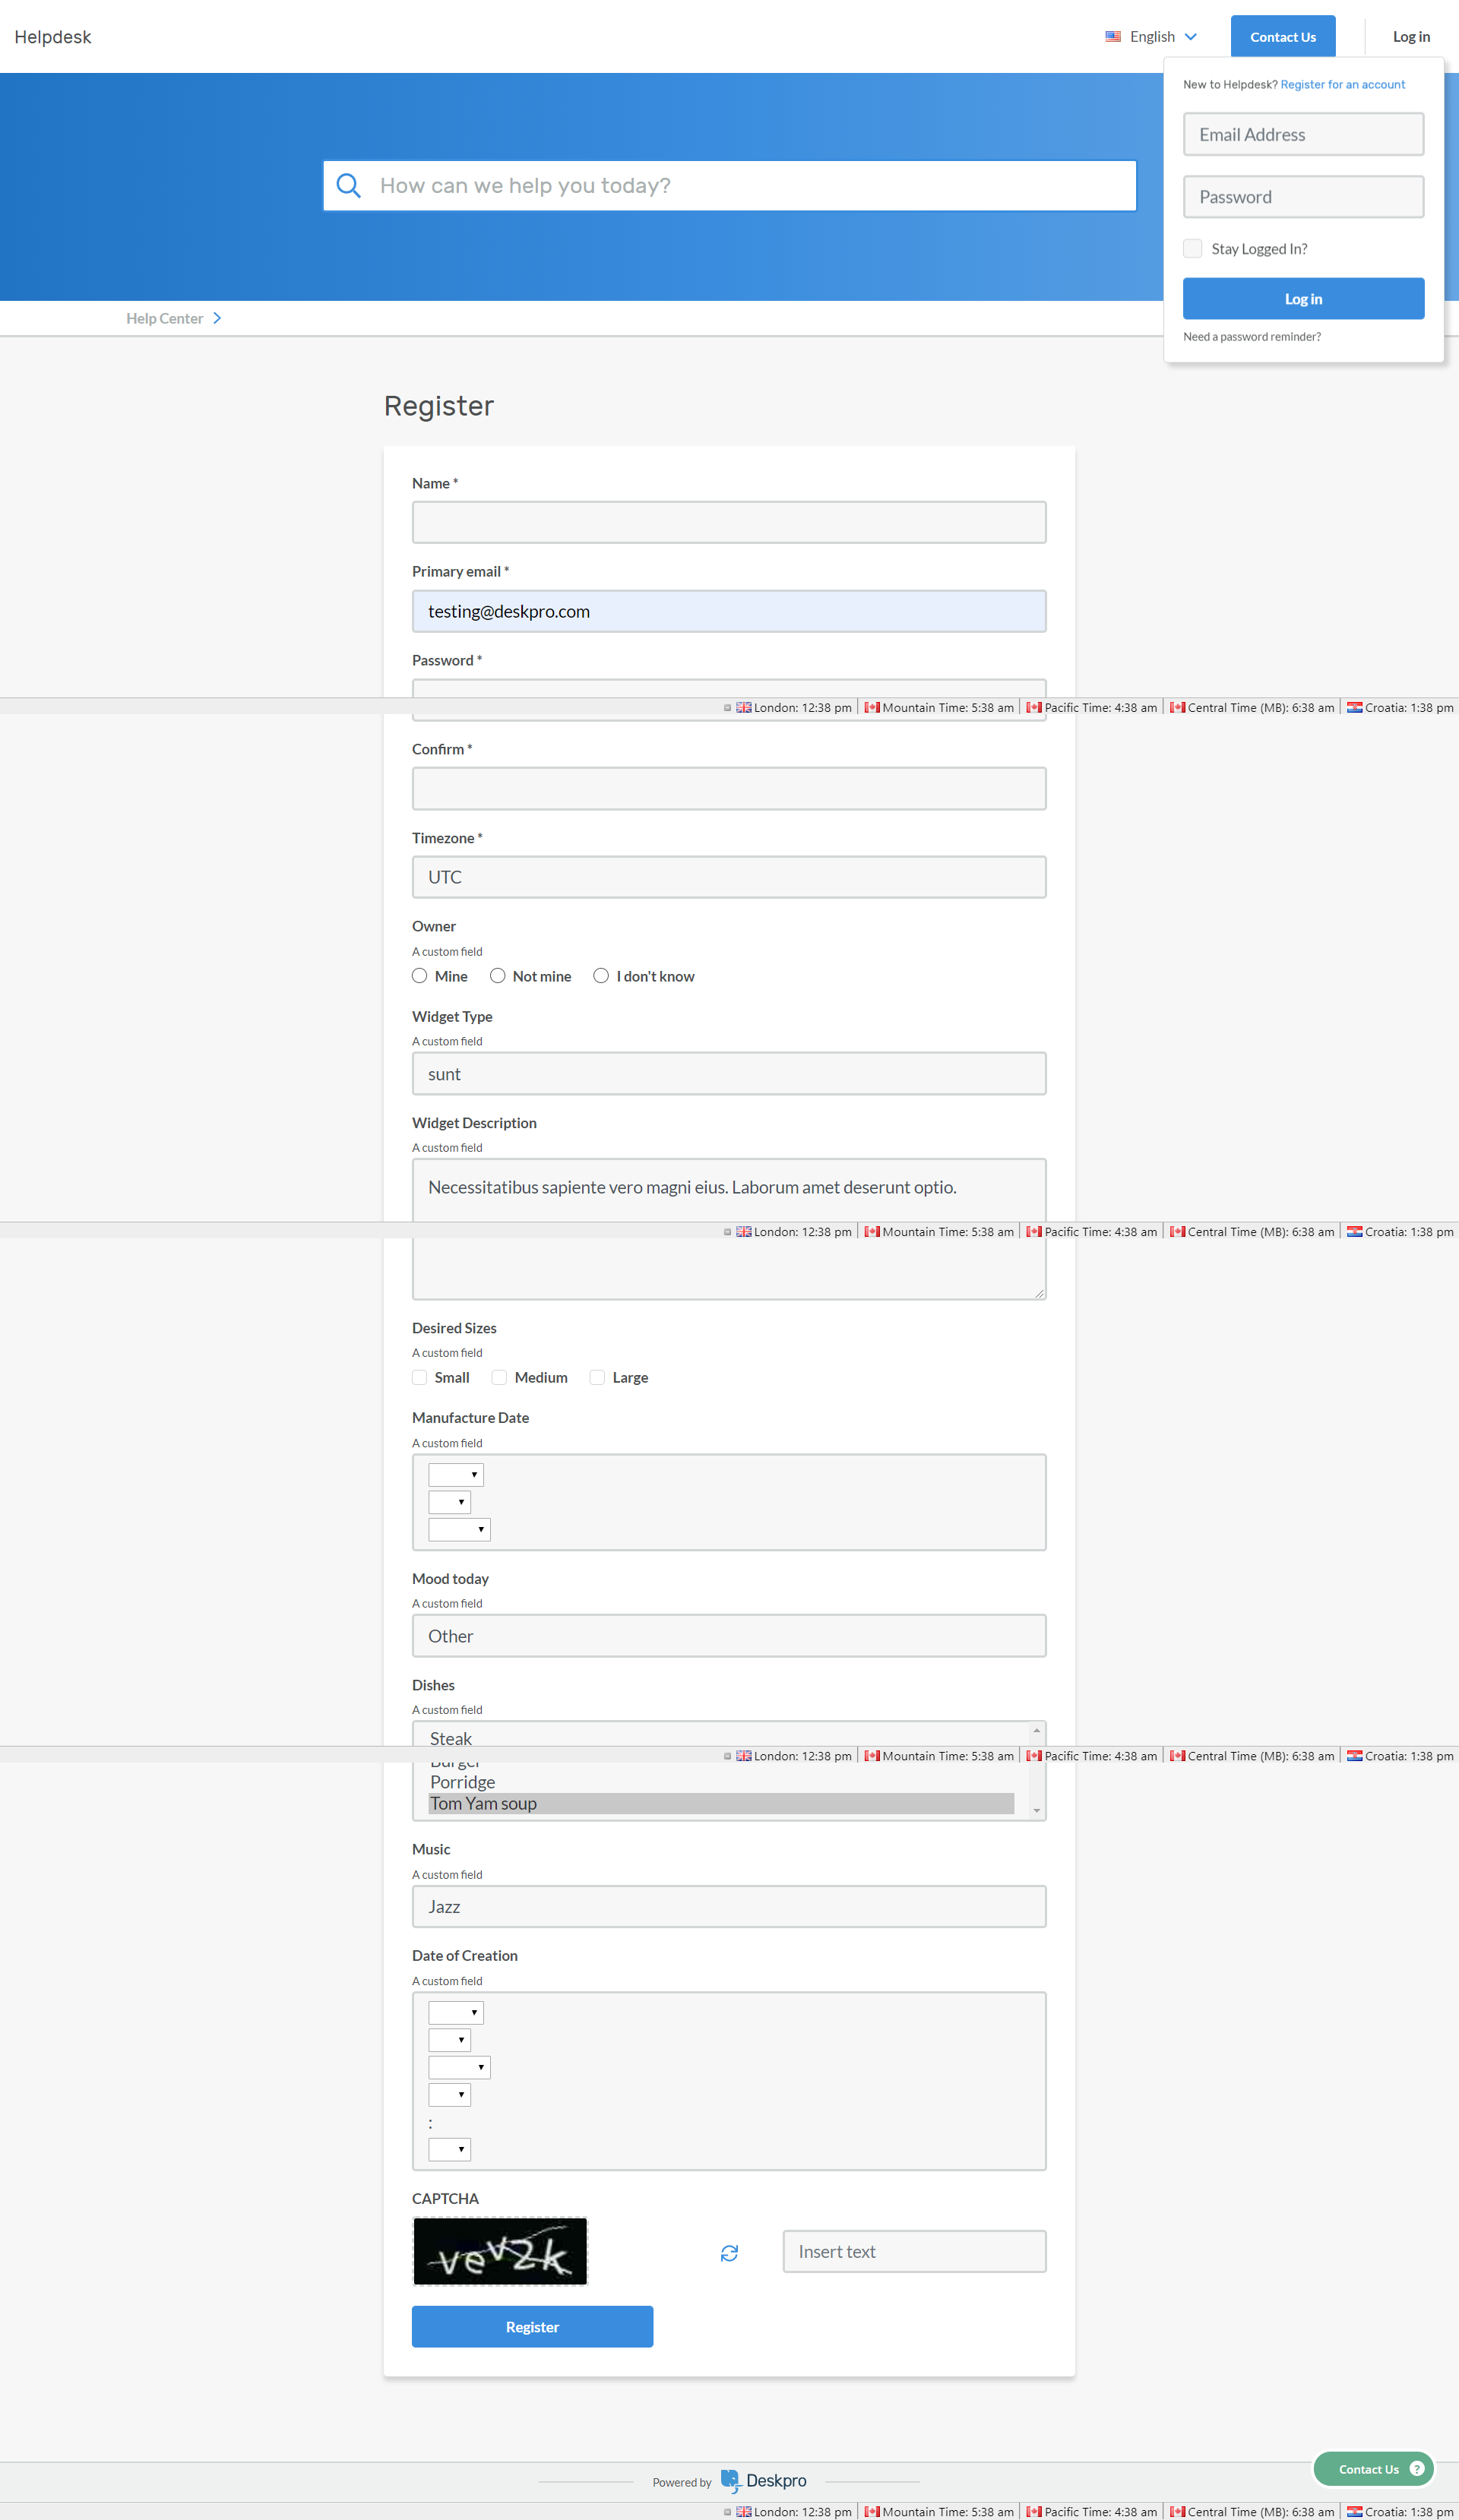 Helpdesk
English
Contact Us
Log in
New to Helpdesk? Register for an account
Email Address
Password
Stay Logged In?
Log in
Need a password reminder?
How can we help you today?
Help Center
Register
Name *
Primary email *
testing@deskpro.com
Password *
London: 12:38 pm Mountain Time: 5:38 am Pacific Time: 4:38 am Central Time (MB): 6:38 am Croatia: 1:38 pm
Confirm *
Timezone *
UTC
Owner
A custom field
Mine Not mine I don't know
Widget Type
A custom field
sunt
Widget Description
A custom field
Necessitatibus sapiente vero magni eius. Laborum amet deserunt optio.
London: 12:38 pm Mountain Time: 5:38 am Pacific Time: 4:38 am Central Time (MB): 6:38 am Croatia: 1:38 pm
Desired Sizes
A custom field
Small Medium Large
Manufacture Date
A custom field
Mood today
A custom field
Other
Dishes
A custom field
Steak
London: 12:38 pm Mountain Time: 5:38 am Pacific Time: 4:38 am Central Time (MB): 6:38 am Croatia: 1:38 pm
Burger
Porridge
Tom Yam soup
Music
A custom field
Jazz
Date of Creation
A custom field
:
CAPTCHA
vev2k
Insert text
Register
Powered by Deskpro
Contact Us ?
London: 12:38 pm Mountain Time: 5:38 am Pacific Time: 4:38 am Central Time (MB): 6:38 am Croatia: 1:38 pm